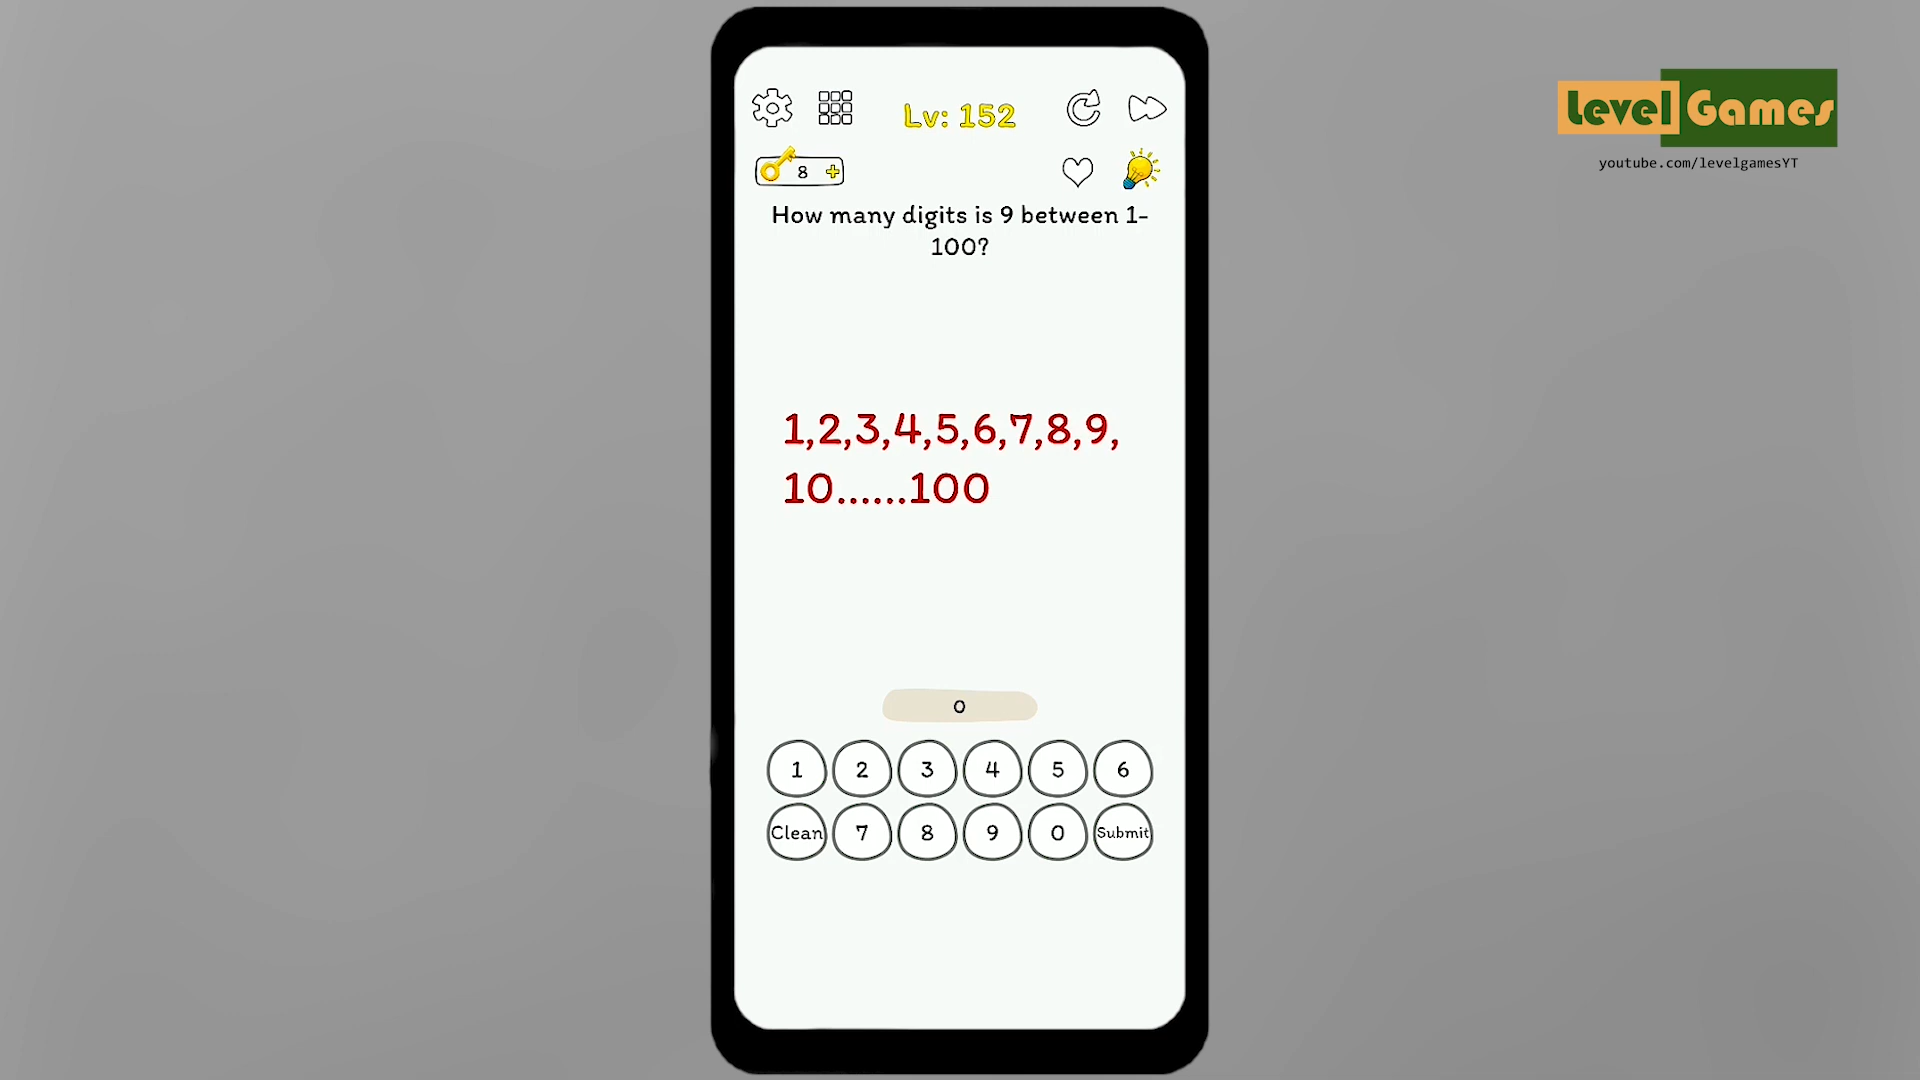 Lv: 152
8
How many digits is 9 between 1-
100?
1,2,3,4,5,6,7,8,9,
10......100
0
1 2 3 4 5 6
Clean 7 8 9 0 Submit
Level Games
youtube.com/levelgamesYT